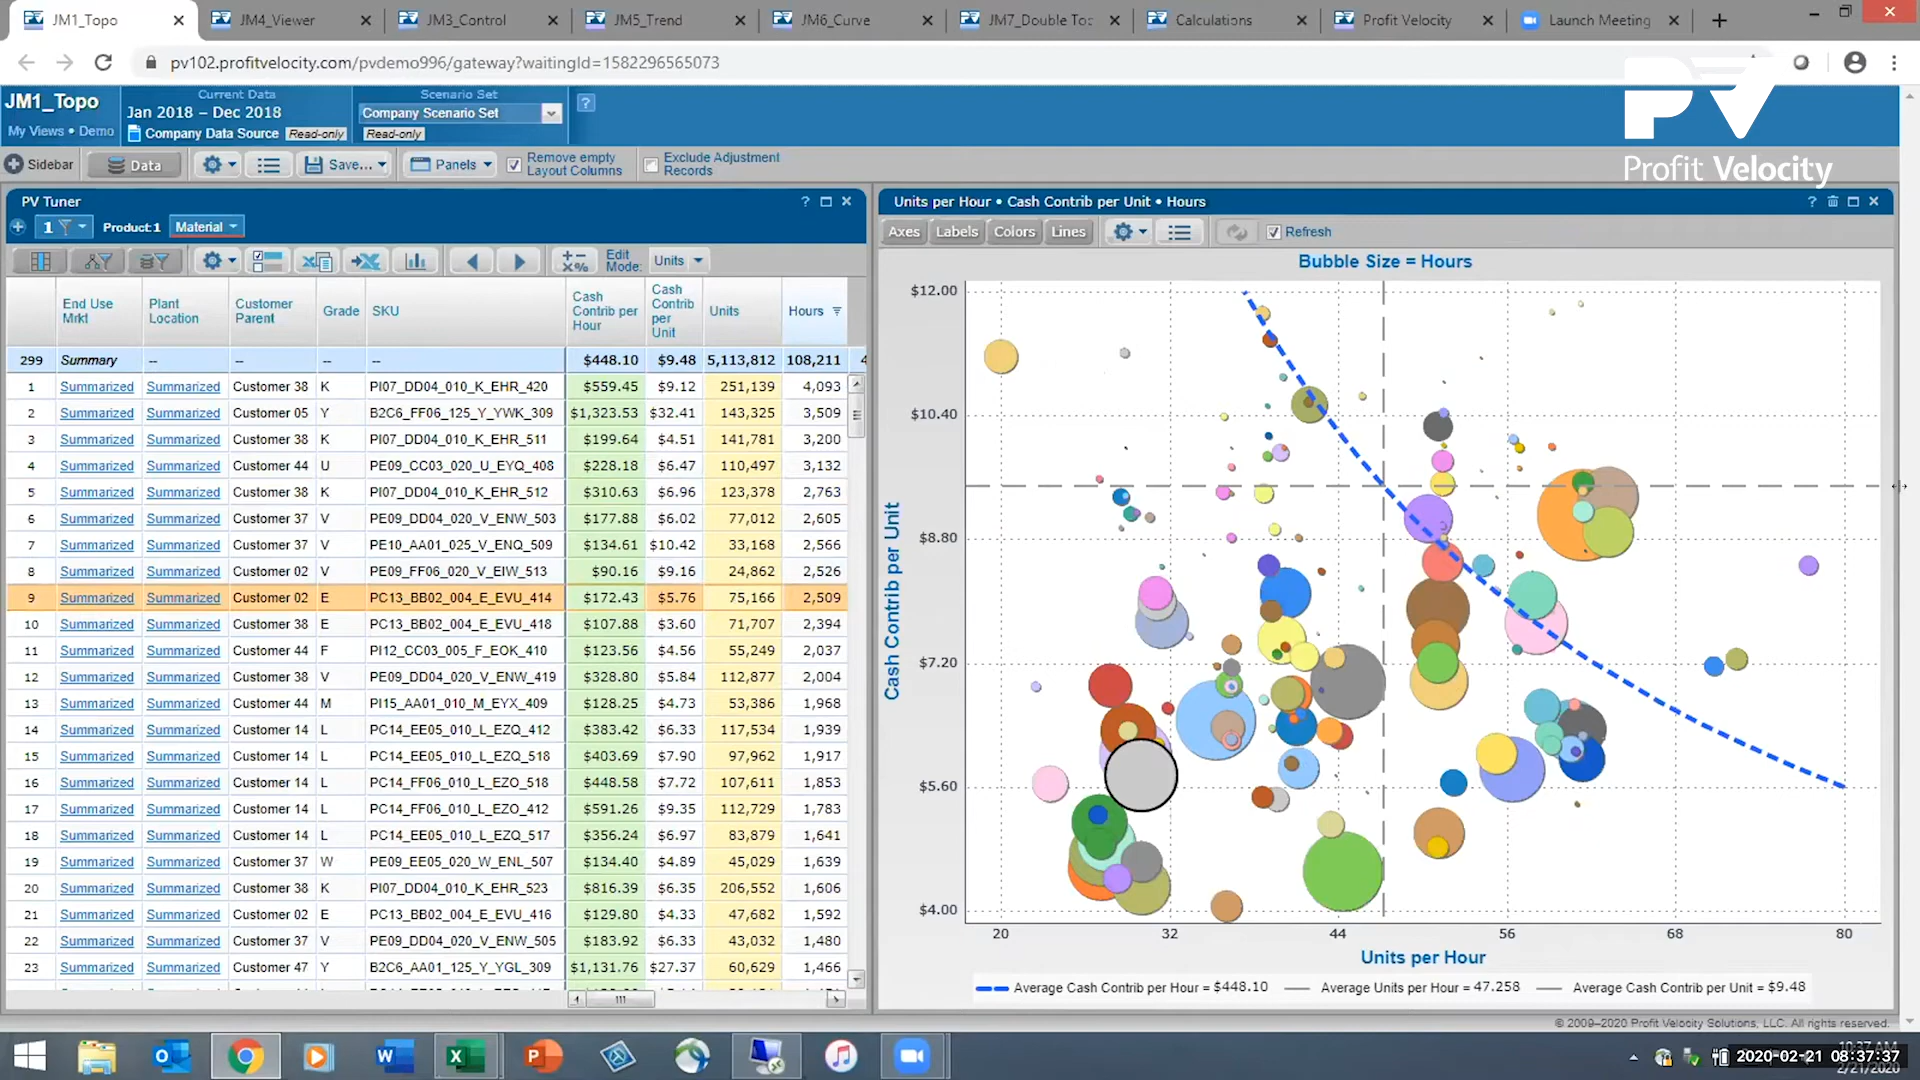 JM1_Topo
JM4_Viewer
JM3_Control
JM5_Trend
JM6_Curve
JM7_Double Toc
Calculations
Profit Velocity
Launch Meeting
pv102.profitvelocity.com/pvdemo996/gateway?waitingId=1582296565073
JM1_Topo
My Views • Demo
Current Data
Jan 2018 – Dec 2018
Company Data Source Read-only
Scenario Set
Company Scenario Set
Read-only
?
PV
Profit Velocity
Sidebar
Data
Save...
Panels
Remove empty
Layout Columns
Exclude Adjustment
Records
PV Tuner
1
Product:1
Material
Edit
Mode:
Units
End Use Mrkt Plant Location Customer Parent Grade SKU Cash Contrib per Hour Cash Contrib per Unit Units Hours
299 Summary -- -- -- -- $448.10 $9.48 5,113,812 108,211 4
1 Summarized Summarized Customer 38 K PI07_DD04_010_K_EHR_420 $559.45 $9.12 251,139 4,093
2 Summarized Summarized Customer 05 Y B2C6_FF06_125_Y_YWK_309 $1,323.53 $32.41 143,325 3,509
3 Summarized Summarized Customer 38 K PI07_DD04_010_K_EHR_511 $199.64 $4.51 141,781 3,200
4 Summarized Summarized Customer 44 U PE09_CC03_020_U_EYQ_408 $228.18 $6.47 110,497 3,132
5 Summarized Summarized Customer 38 K PI07_DD04_010_K_EHR_512 $310.63 $6.96 123,378 2,763
6 Summarized Summarized Customer 37 V PE09_DD04_020_V_ENW_503 $177.88 $6.02 77,012 2,605
7 Summarized Summarized Customer 37 V PE10_AA01_025_V_ENQ_509 $134.61 $10.42 33,168 2,566
8 Summarized Summarized Customer 02 V PE09_FF06_020_V_EIW_513 $90.16 $9.16 24,862 2,526
9 Summarized Summarized Customer 02 E PC13_BB02_004_E_EVU_414 $172.43 $5.76 75,166 2,509
10 Summarized Summarized Customer 38 E PC13_BB02_004_E_EVU_418 $107.88 $3.60 71,707 2,394
11 Summarized Summarized Customer 44 F PI12_CC03_005_F_EOK_410 $123.56 $4.56 55,249 2,037
12 Summarized Summarized Customer 38 V PE09_DD04_020_V_ENW_419 $328.80 $5.84 112,877 2,004
13 Summarized Summarized Customer 44 M PI15_AA01_010_M_EYX_409 $128.25 $4.73 53,386 1,968
14 Summarized Summarized Customer 14 L PC14_EE05_010_L_EZQ_412 $383.42 $6.33 117,534 1,939
15 Summarized Summarized Customer 14 L PC14_EE05_010_L_EZQ_518 $403.69 $7.90 97,962 1,917
16 Summarized Summarized Customer 14 L PC14_FF06_010_L_EZO_518 $448.58 $7.72 107,611 1,853
17 Summarized Summarized Customer 14 L PC14_FF06_010_L_EZO_412 $591.26 $9.35 112,729 1,783
18 Summarized Summarized Customer 14 L PC14_EE05_010_L_EZQ_517 $356.24 $6.97 83,879 1,641
19 Summarized Summarized Customer 37 W PE09_EE05_020_W_ENL_507 $134.40 $4.89 45,029 1,639
20 Summarized Summarized Customer 38 K PI07_DD04_010_K_EHR_523 $816.39 $6.35 206,552 1,606
21 Summarized Summarized Customer 02 E PC13_BB02_004_E_EVU_416 $129.80 $4.33 47,682 1,592
22 Summarized Summarized Customer 37 V PE09_DD04_020_V_ENW_505 $183.92 $6.33 43,032 1,480
23 Summarized Summarized Customer 47 Y B2C6_AA01_125_Y_YGL_309 $1,131.76 $27.37 60,629 1,466
Units per Hour • Cash Contrib per Unit • Hours
Axes
Labels
Colors
Lines
Refresh
Bubble Size = Hours
$12.00
$10.40
$8.80
$7.20
$5.60
$4.00
Cash Contrib per Unit
20 32 44 56 68 80
Units per Hour
Average Cash Contrib per Hour = $448.10
Average Units per Hour = 47.258
Average Cash Contrib per Unit = $9.48
© 2009–2020 Profit Velocity Solutions, LLC. All rights reserved.
10:37 AM
2020-02-21 08:37:37
2/21/2020